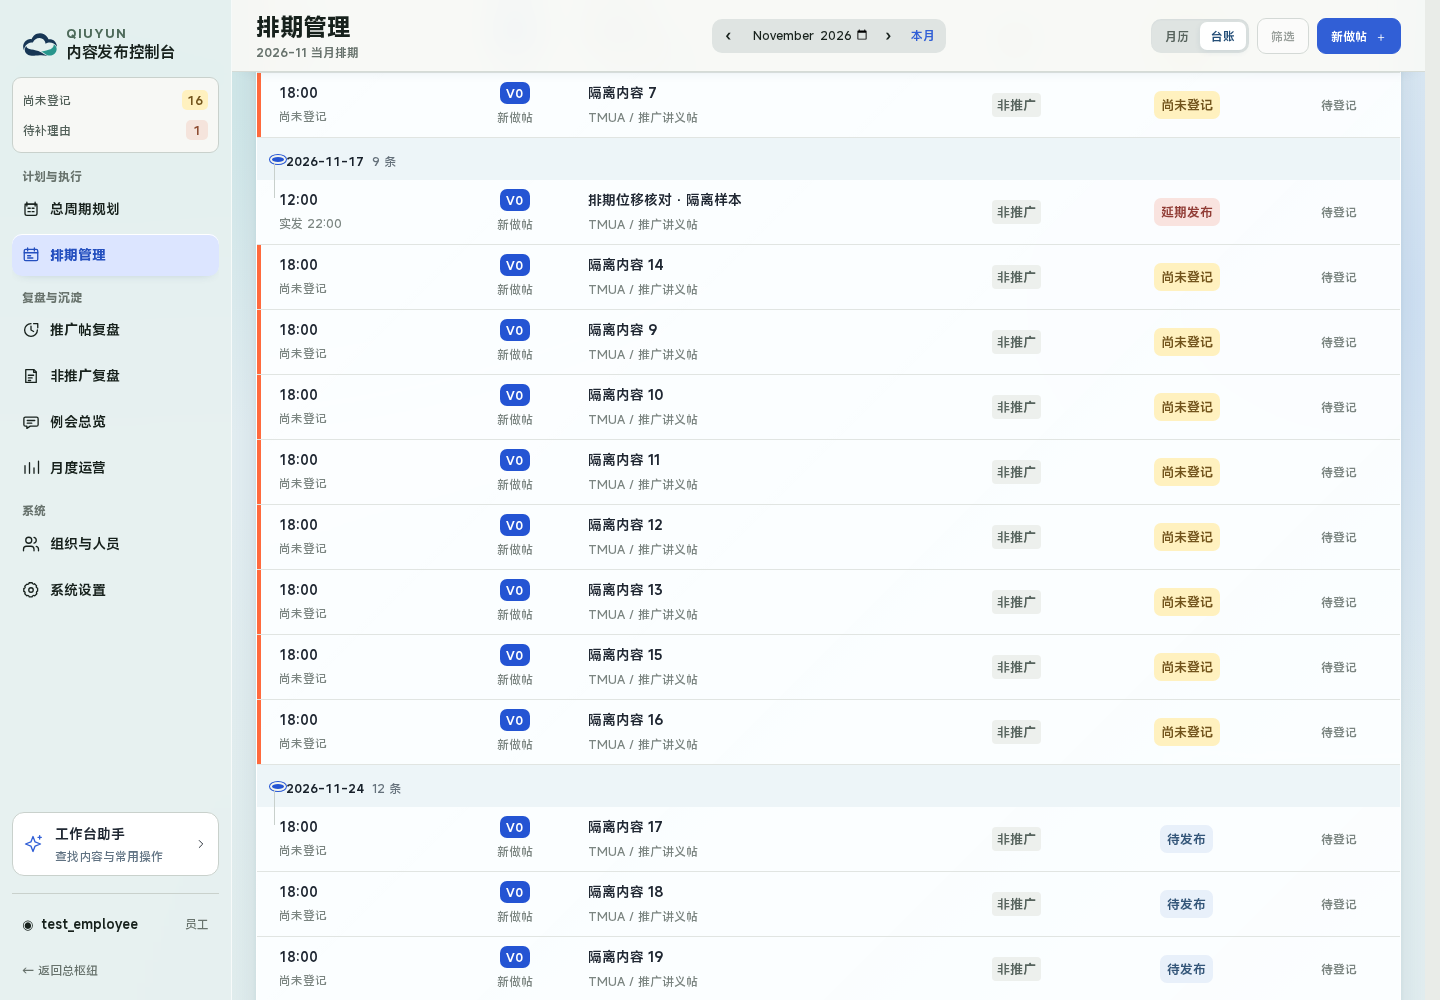 QIUYUN
内容发布控制台
尚未登记 16
待补理由 1
计划与执行
总周期规划
排期管理
复盘与沉淀
推广帖复盘
非推广复盘
例会总览
月度运营
系统
组织与人员
系统设置
工作台助手
查找内容与常用操作
test_employee 员工
← 返回总枢纽
排期管理
2026-11 当月排期
‹ November 2026 › 本月
月历 台账 筛选 新做帖 +
18:00 V0 隔离内容 7
尚未登记 新做帖 TMUA / 推广讲义帖 非推广 尚未登记 待登记
2026-11-17 9 条
12:00 V0 排期位移核对 · 隔离样本
实发 22:00 新做帖 TMUA / 推广讲义帖 非推广 延期发布 待登记
18:00 V0 隔离内容 14
尚未登记 新做帖 TMUA / 推广讲义帖 非推广 尚未登记 待登记
18:00 V0 隔离内容 9
尚未登记 新做帖 TMUA / 推广讲义帖 非推广 尚未登记 待登记
18:00 V0 隔离内容 10
尚未登记 新做帖 TMUA / 推广讲义帖 非推广 尚未登记 待登记
18:00 V0 隔离内容 11
尚未登记 新做帖 TMUA / 推广讲义帖 非推广 尚未登记 待登记
18:00 V0 隔离内容 12
尚未登记 新做帖 TMUA / 推广讲义帖 非推广 尚未登记 待登记
18:00 V0 隔离内容 13
尚未登记 新做帖 TMUA / 推广讲义帖 非推广 尚未登记 待登记
18:00 V0 隔离内容 15
尚未登记 新做帖 TMUA / 推广讲义帖 非推广 尚未登记 待登记
18:00 V0 隔离内容 16
尚未登记 新做帖 TMUA / 推广讲义帖 非推广 尚未登记 待登记
2026-11-24 12 条
18:00 V0 隔离内容 17
尚未登记 新做帖 TMUA / 推广讲义帖 非推广 待发布 待登记
18:00 V0 隔离内容 18
尚未登记 新做帖 TMUA / 推广讲义帖 非推广 待发布 待登记
18:00 V0 隔离内容 19
尚未登记 新做帖 TMUA / 推广讲义帖 非推广 待发布 待登记